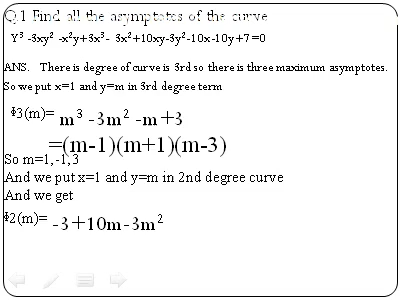 Q.1 Find all the asymptotes of the curve
Y³ -3xy² -x²y+3x³- 3x²+10xy-3y²-10x-10y+7=0
ANS. There is degree of curve is 3rd so there is three maximum asymptotes.
So we put x=1 and y=m in 3rd degree term
Φ3(m)= m³ -3m² -m+3
=(m-1)(m+1)(m-3)
So m=1,-1,3
And we put x=1 and y=m in 2nd degree curve
And we get
Φ2(m)= -3+10m-3m²